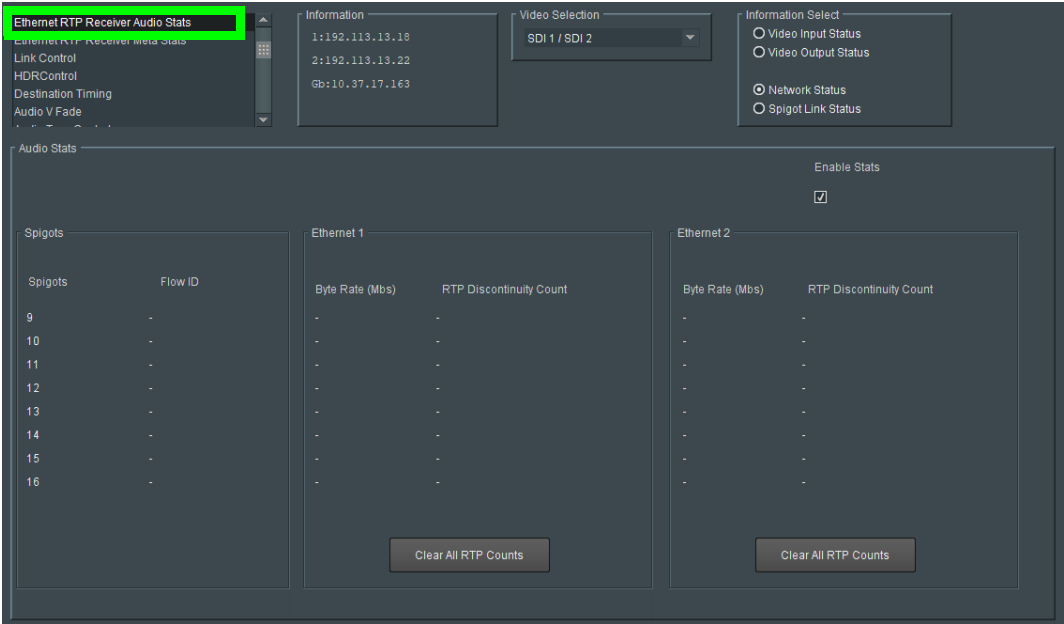 Ethernet RTP Receiver Audio Stats
Ethernet RTP Receiver Meta Stats
Link Control
HDRControl
Destination Timing
Audio V Fade
Information
1:192.113.13.18
2:192.113.13.22
Gb:10.37.17.163
Video Selection
SDI 1 / SDI 2
Information Select
Video Input Status
Video Output Status
Network Status
Spigot Link Status
Audio Stats
Enable Stats
Spigots
Spigots Flow ID
9 -
10 -
11 -
12 -
13 -
14 -
15 -
16 -
Ethernet 1
Byte Rate (Mbs) RTP Discontinuity Count
- -
- -
- -
- -
- -
- -
- -
- -
Clear All RTP Counts
Ethernet 2
Byte Rate (Mbs) RTP Discontinuity Count
- -
- -
- -
- -
- -
- -
- -
- -
Clear All RTP Counts